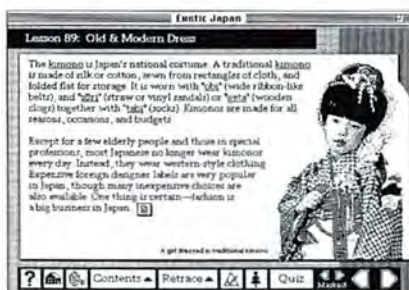 Exotic Japan
Lesson 89: Old & Modern Dress
The kimono is Japan's national costume. A traditional kimono
is made of silk or cotton, sewn from rectangles of cloth, and
folded flat for storage. It is worn with "obi" (wide ribbon-like
belts), and "zōri" (straw or vinyl sandals) or "geta" (wooden
clogs) together with "tabi" (socks). Kimonos are made for all
seasons, occasions, and budgets.
Except for a few elderly people and those in special
professions, most Japanese no longer wear kimonos
every day. Instead, they wear western-style clothing.
Expensive foreign designer labels are very popular
in Japan, though many inexpensive choices are
also available. One thing is certain—fashion is
a big business in Japan.
A girl dressed in traditional kimono
? Contents Retrace Quiz Marked